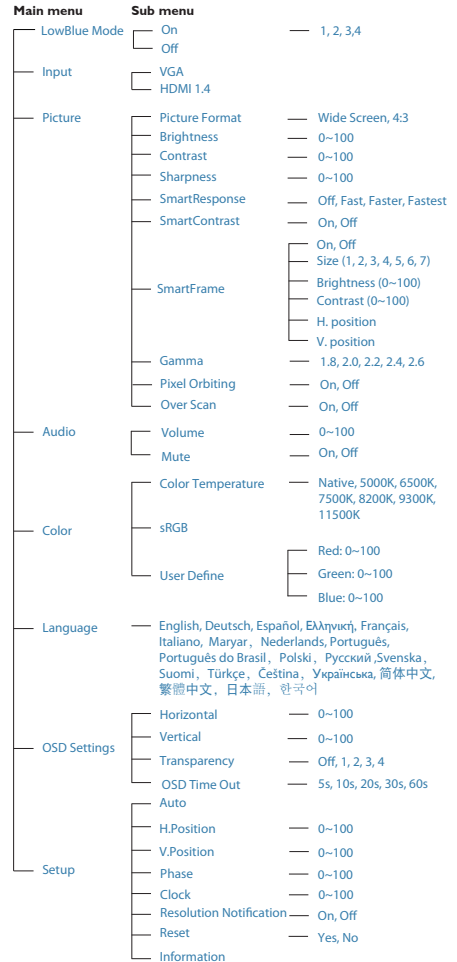 Main menu Sub menu
LowBlue Mode On 1, 2, 3,4
Off
Input VGA
HDMI 1.4
Picture Picture Format Wide Screen, 4:3
Brightness 0~100
Contrast 0~100
Sharpness 0~100
SmartResponse Off, Fast, Faster, Fastest
SmartContrast On, Off
On, Off
Size (1, 2, 3, 4, 5, 6, 7)
SmartFrame Brightness (0~100)
Contrast (0~100)
H. position
V. position
Gamma 1.8, 2.0, 2.2, 2.4, 2.6
Pixel Orbiting On, Off
Over Scan On, Off
Audio Volume 0~100
Mute On, Off
Color Temperature Native, 5000K, 6500K,
7500K, 8200K, 9300K,
11500K
Color sRGB
Red: 0~100
User Define Green: 0~100
Blue: 0~100
Language English, Deutsch, Español, Ελληνική, Français,
Italiano, Maryar, Nederlands, Português,
Português do Brasil, Polski, Русский ,Svenska,
Suomi, Türkçe, Čeština, Українська, 简体中文,
繁體中文, 日本語, 한국어
Horizontal 0~100
Vertical 0~100
OSD Settings Transparency Off, 1, 2, 3, 4
OSD Time Out 5s, 10s, 20s, 30s, 60s
Auto
H.Position 0~100
V.Position 0~100
Setup Phase 0~100
Clock 0~100
Resolution Notification On, Off
Reset Yes, No
Information